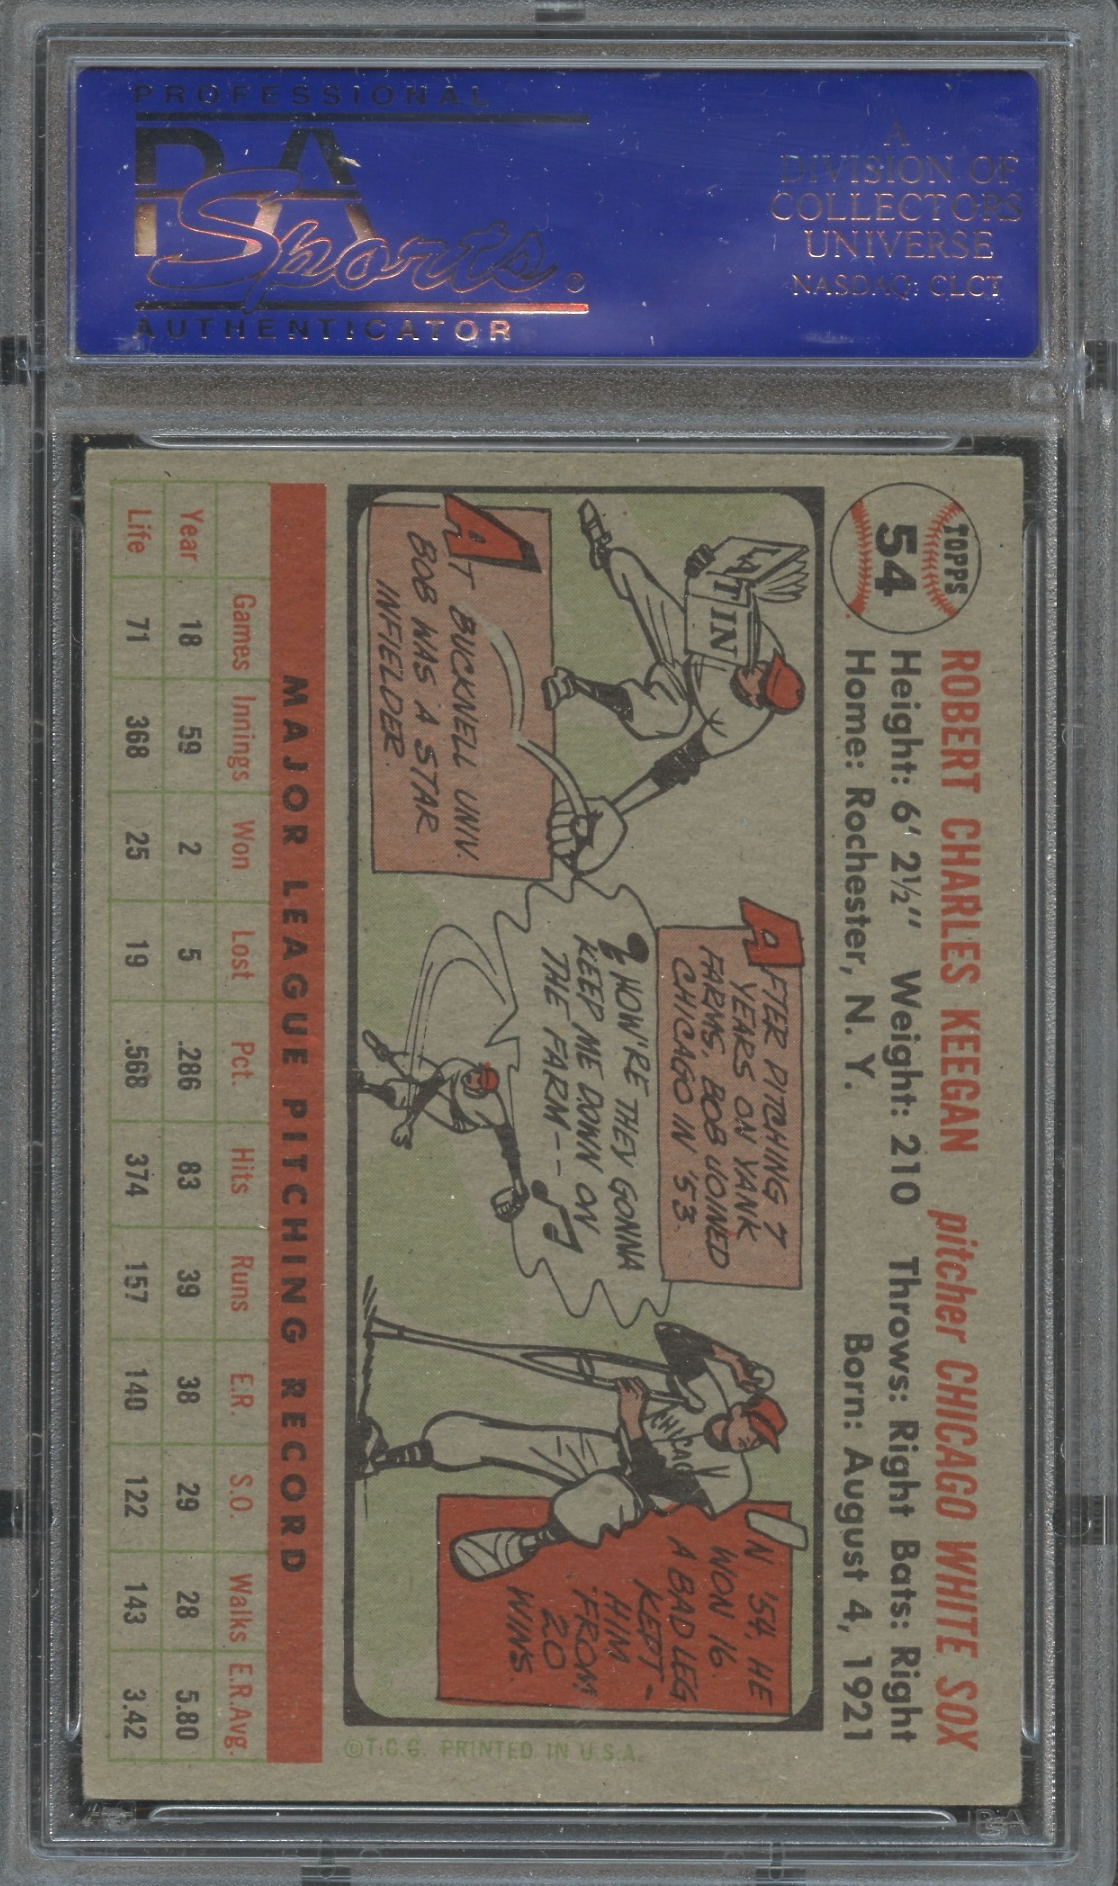 PROFESSIONAL
PSA
Sports®
AUTHENTICATOR
A
DIVISION OF
COLLECTORS
UNIVERSE
NASDAQ: CLCT
TOPPS
54
ROBERT CHARLES KEEGAN pitcher CHICAGO WHITE SOX
Height: 6' 2½" Weight: 210 Throws: Right Bats: Right
Home: Rochester, N. Y. Born: August 4, 1921
LATIN
AT BUCKNELL UNIV.
BOB WAS A STAR
INFIELDER.
AFTER PITCHING 7
YEARS ON YANK
FARMS, BOB JOINED
CHICAGO IN '53.
HOW'RE THEY GONNA
KEEP ME DOWN ON
THE FARM--
CHICAGO
IN '54, HE
WON 16.
A BAD LEG
KEPT
HIM
FROM
20
WINS.
©T.C.G. PRINTED IN U.S.A.
MAJOR LEAGUE PITCHING RECORD
Games Innings Won Lost Pct. Hits Runs E.R. S.O. Walks E.R.Avg.
Year 18 59 2 5 .286 83 39 38 29 28 5.80
Life 71 368 25 19 .568 374 157 140 122 143 3.42
PSA